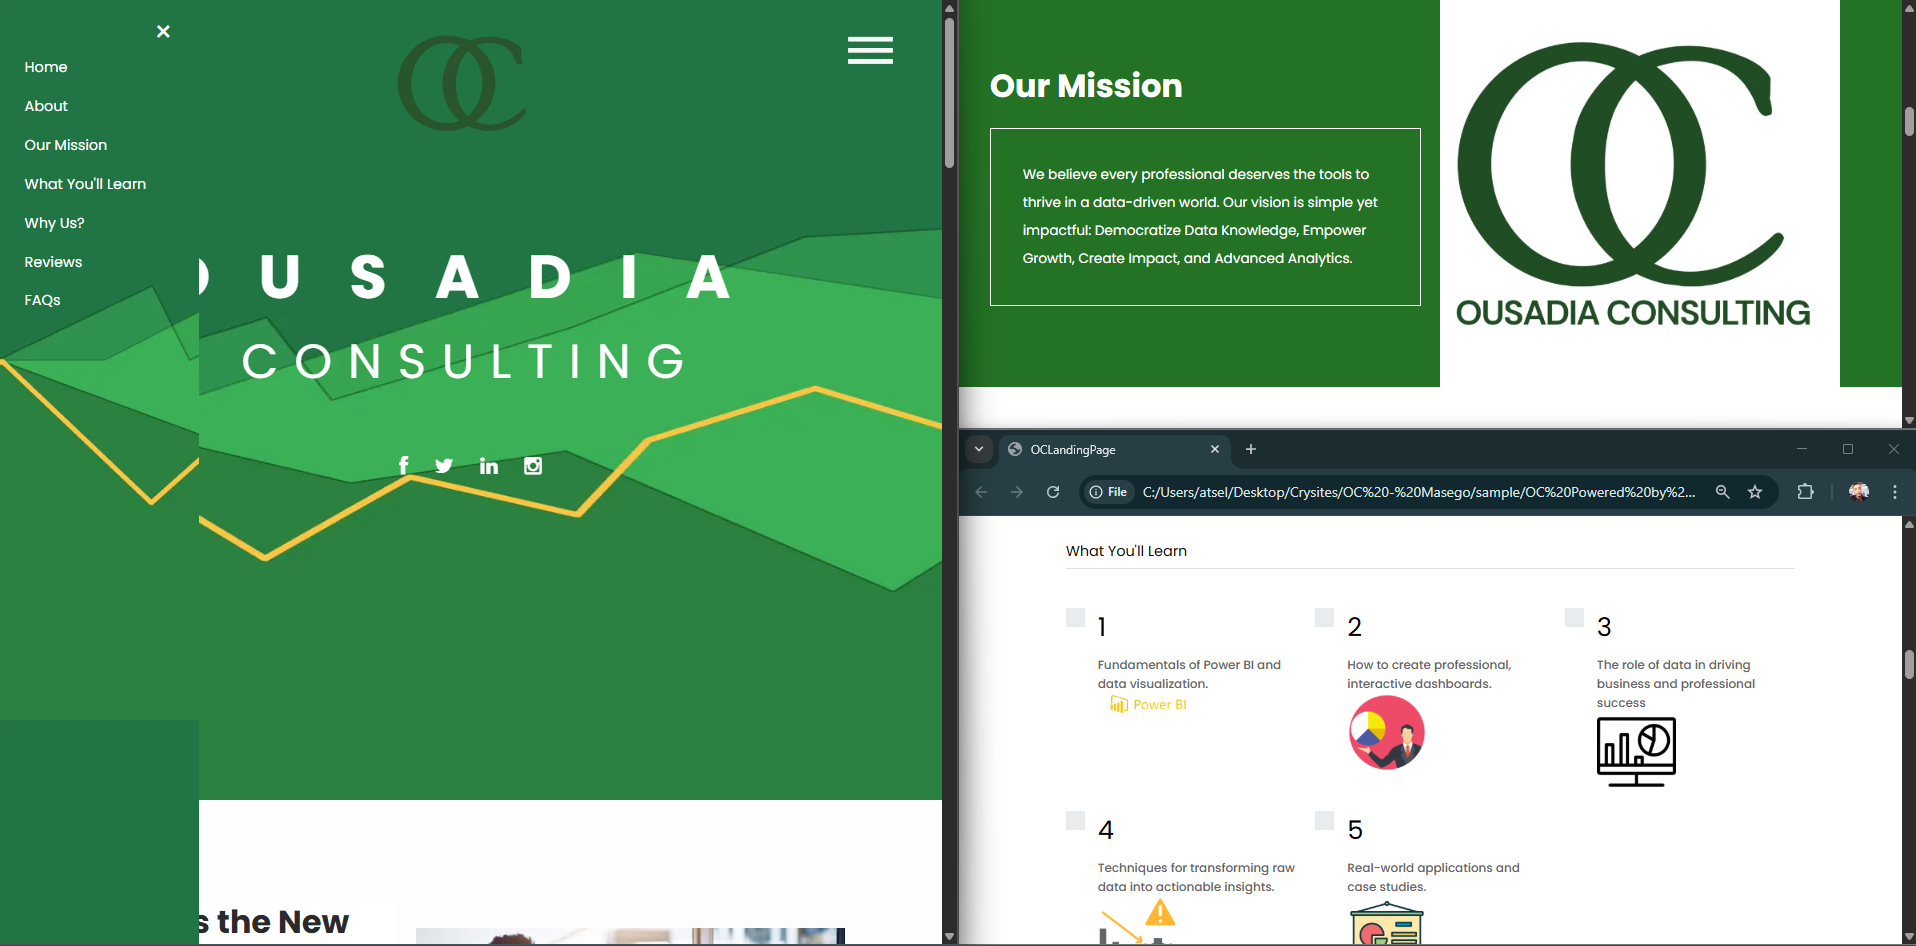 ×
Home
About
Our Mission
What You'll Learn
Why Us?
Reviews
FAQs
OC
USADIA
CONSULTING
s the New
Our Mission
We believe every professional deserves the tools to
thrive in a data-driven world. Our vision is simple yet
impactful: Democratize Data Knowledge, Empower
Growth, Create Impact, and Advanced Analytics.
OC
OUSADIA CONSULTING
OCLandingPage
File
C:/Users/atsel/Desktop/Crysites/OC%20-%20Masego/sample/OC%20Powered%20by%2...
What You'll Learn
1
Fundamentals of Power BI and
data visualization.
Power BI
2
How to create professional,
interactive dashboards.
3
The role of data in driving
business and professional
success
4
Techniques for transforming raw
data into actionable insights.
5
Real-world applications and
case studies.